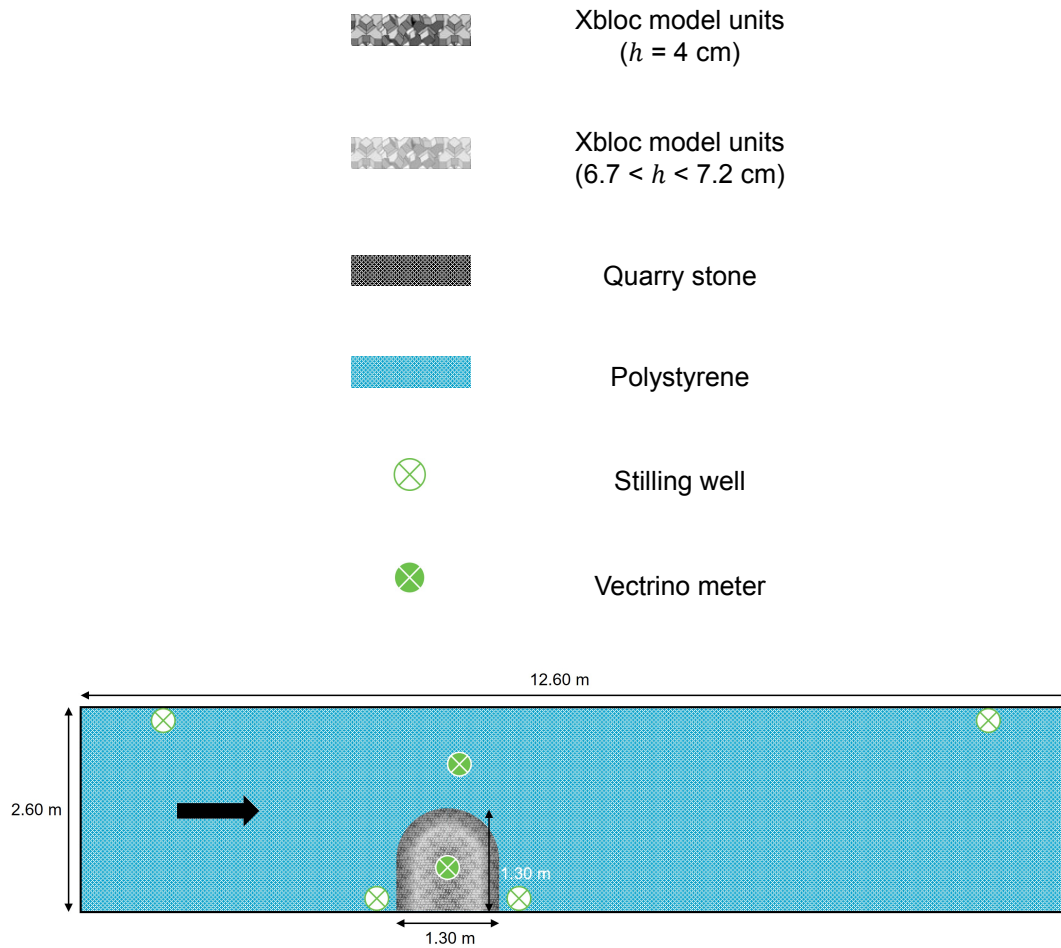 Xbloc model units
(ℎ = 4 cm)
Xbloc model units
(6.7 < ℎ < 7.2 cm)
Quarry stone
Polystyrene
Stilling well
Vectrino meter
12.60 m
2.60 m
1.30 m
1.30 m